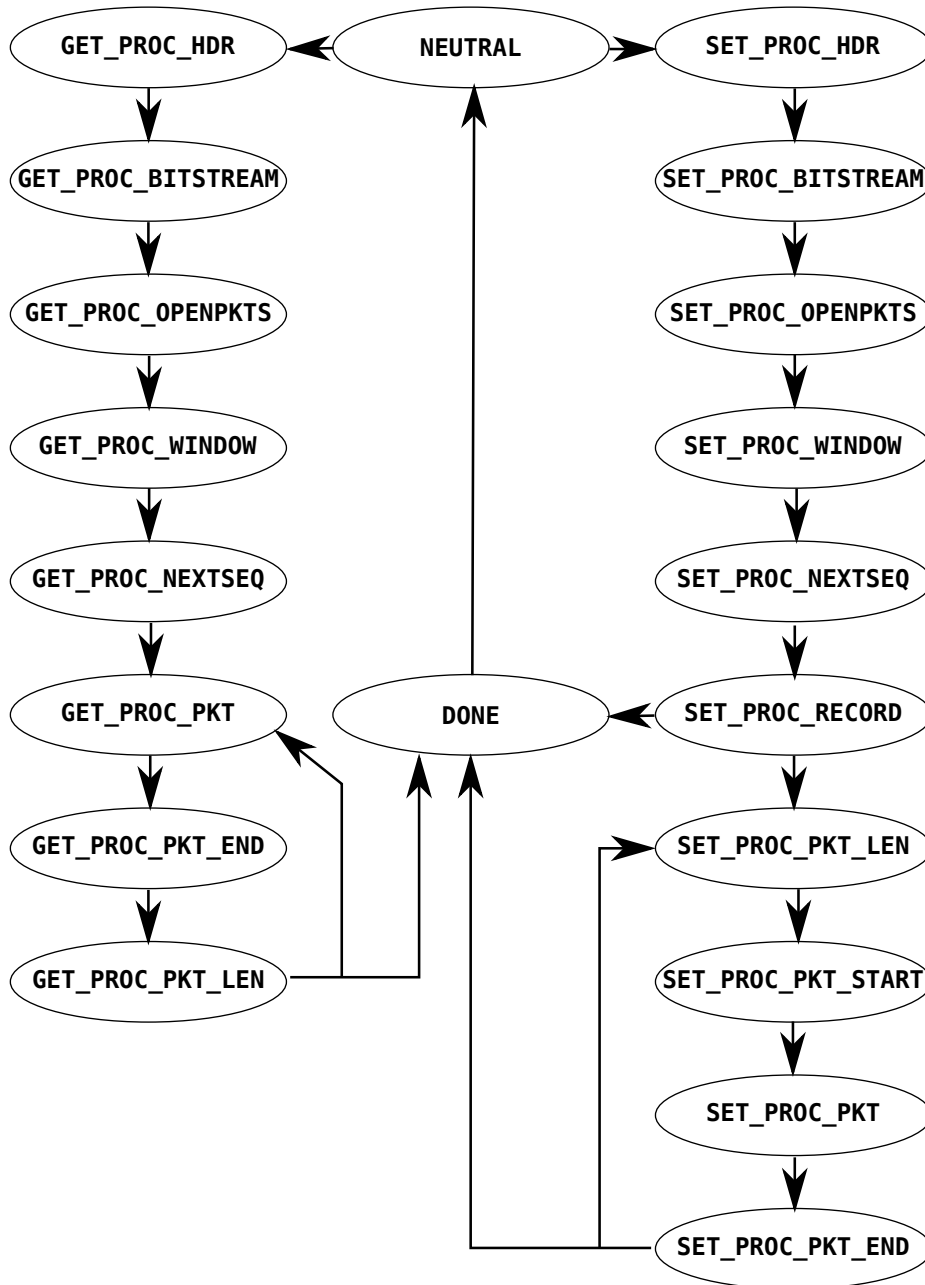 GET_PROC_HDR
NEUTRAL
SET_PROC_HDR
GET_PROC_BITSTREAM
SET_PROC_BITSTREAM
GET_PROC_OPENPKTS
SET_PROC_OPENPKTS
GET_PROC_WINDOW
SET_PROC_WINDOW
GET_PROC_NEXTSEQ
SET_PROC_NEXTSEQ
GET_PROC_PKT
DONE
SET_PROC_RECORD
GET_PROC_PKT_END
SET_PROC_PKT_LEN
GET_PROC_PKT_LEN
SET_PROC_PKT_START
SET_PROC_PKT
SET_PROC_PKT_END